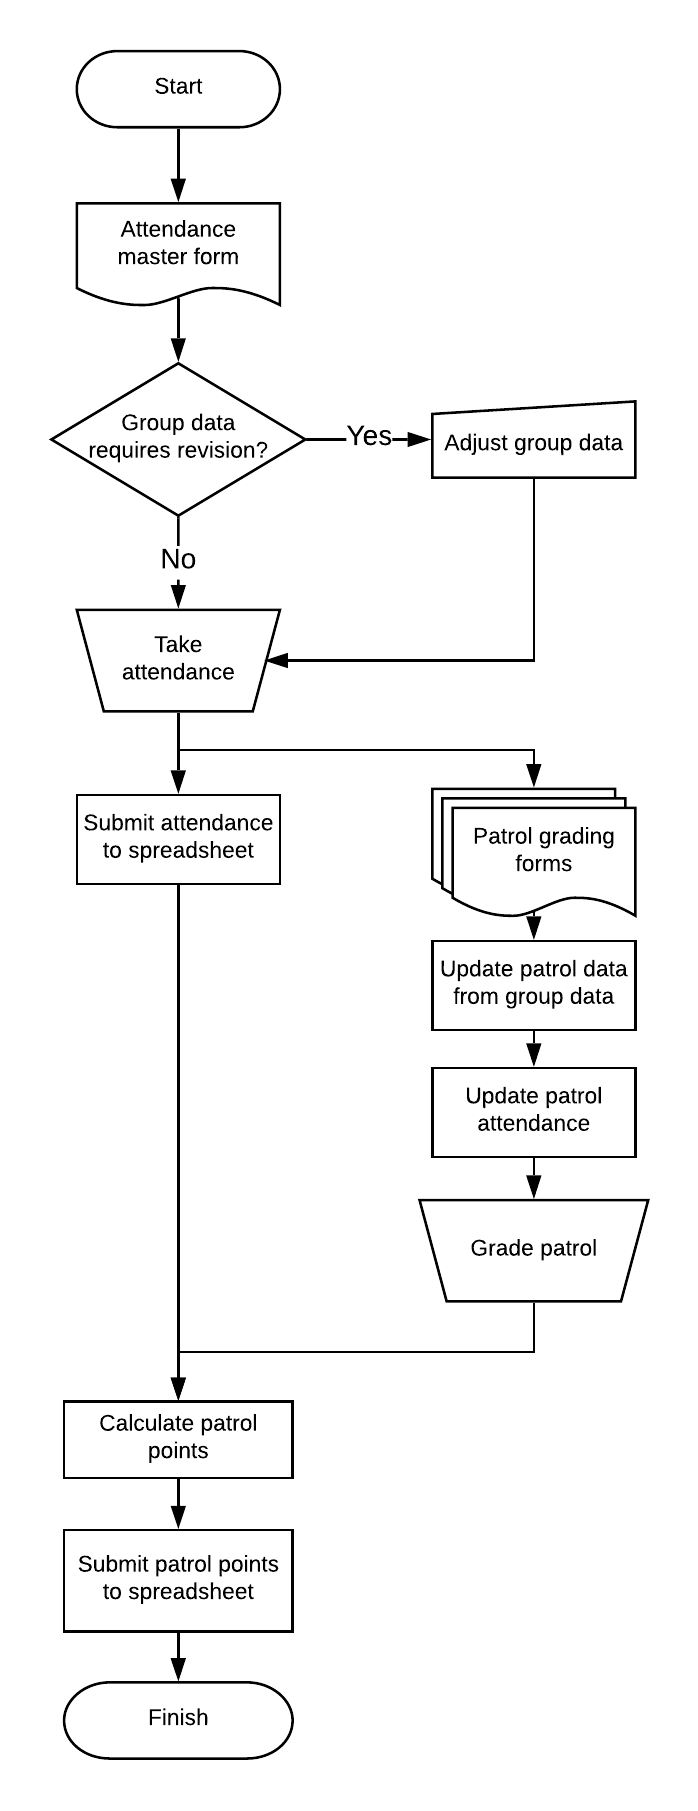 Start
Attendance
master form
Group data
requires revision?
Yes
Adjust group data
No
Take
attendance
Submit attendance
to spreadsheet
Patrol grading
forms
Update patrol data
from group data
Update patrol
attendance
Grade patrol
Calculate patrol
points
Submit patrol points
to spreadsheet
Finish